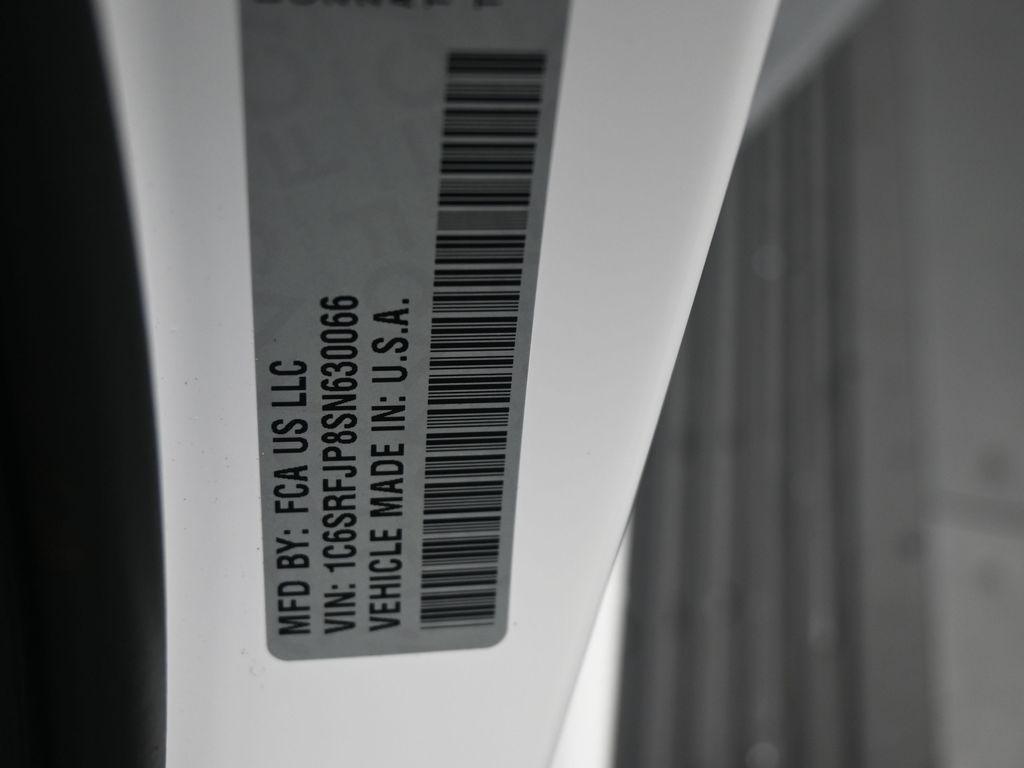 MFD BY: FCA US LLC
VIN: 1C6SRFJP8SN630066
VEHICLE MADE IN: U.S.A.